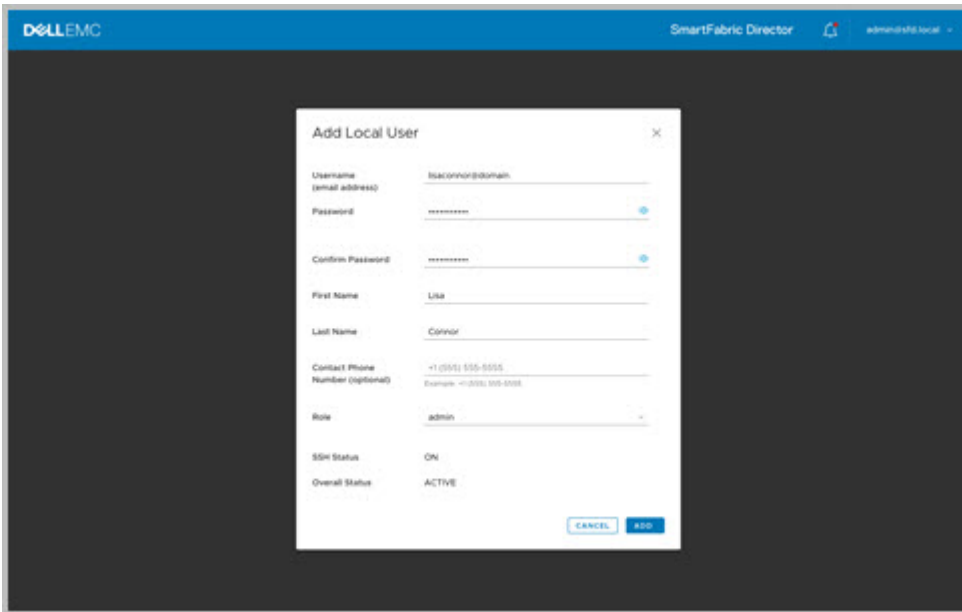 DELLEMC
SmartFabric Director
admin@sfd.local
Add Local User
Username
(email address)
lisaconnor@domain
Password
•••••••••••
Confirm Password
•••••••••••
First Name
Lisa
Last Name
Connor
Contact Phone
Number (optional)
+1 (555) 555-5555
Example: +1 (555) 555-5555
Role
admin
SSH Status
ON
Overall Status
ACTIVE
CANCEL
ADD